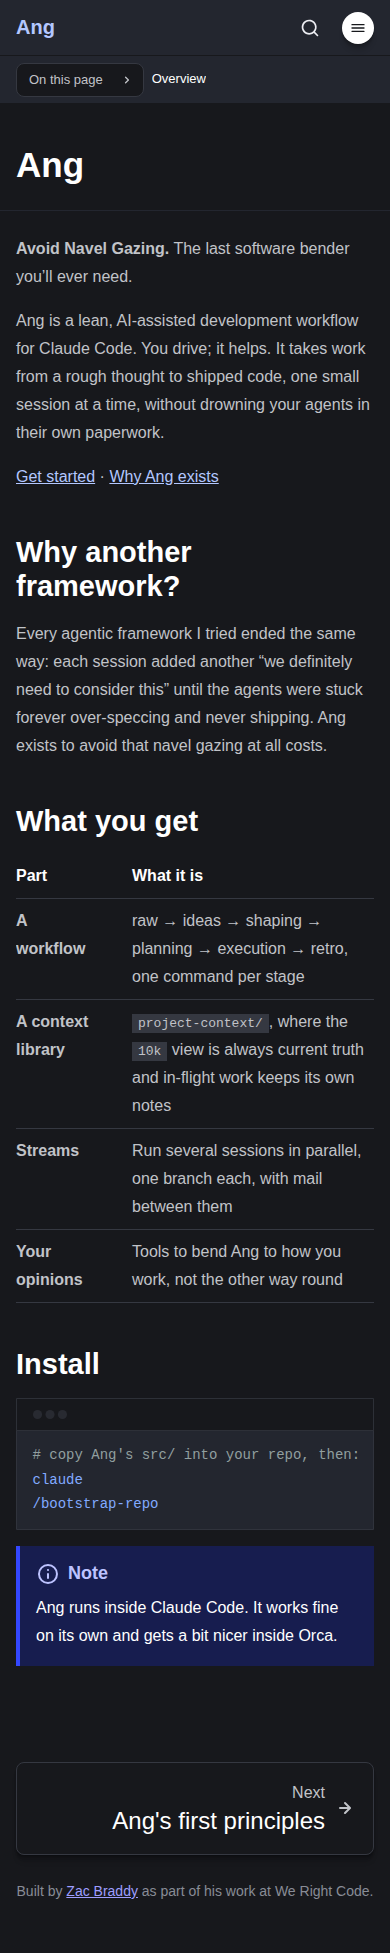 Ang
On this page
Overview
Ang
Avoid Navel Gazing. The last software bender
you’ll ever need.
Ang is a lean, AI-assisted development workflow
for Claude Code. You drive; it helps. It takes work
from a rough thought to shipped code, one small
session at a time, without drowning your agents in
their own paperwork.
Get started · Why Ang exists
Why another
framework?
Every agentic framework I tried ended the same
way: each session added another “we definitely
need to consider this” until the agents were stuck
forever over-speccing and never shipping. Ang
exists to avoid that navel gazing at all costs.
What you get
Part What it is
A
workflow
raw → ideas → shaping →
planning → execution → retro,
one command per stage
A context
library
project-context/, where the
10k view is always current truth
and in-flight work keeps its own
notes
Streams
Run several sessions in parallel,
one branch each, with mail
between them
Your
opinions
Tools to bend Ang to how you
work, not the other way round
Install
# copy Ang's src/ into your repo, then:
claude
/bootstrap-repo
Note
Ang runs inside Claude Code. It works fine
on its own and gets a bit nicer inside Orca.
Next
Ang's first principles
Built by Zac Braddy as part of his work at We Right Code.